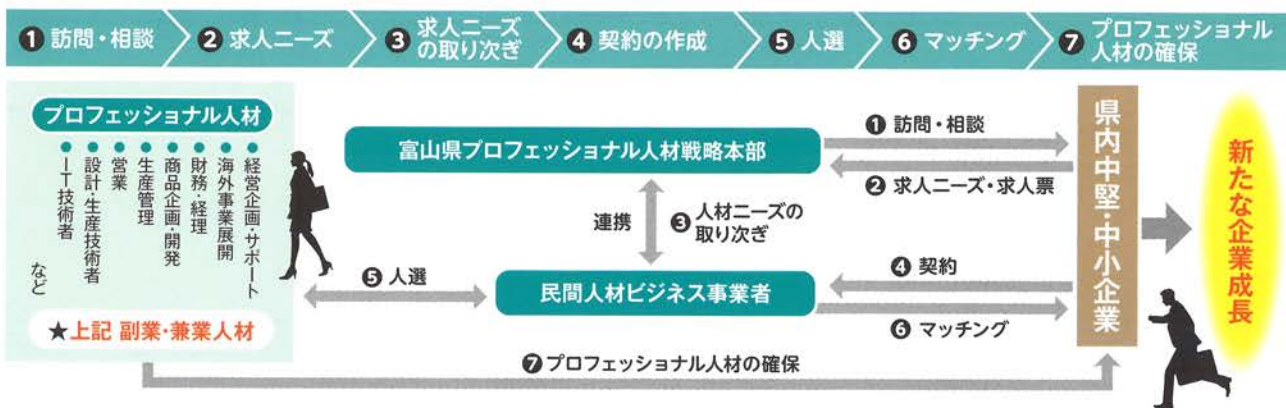 ❶訪問・相談
❷求人ニーズ
❸求人ニーズ
の取り次ぎ
❹契約の作成
❺人選
❻マッチング
❼プロフェッショナル
人材の確保
プロフェッショナル人材
経営企画・サポート
海外事業展開
財務・経理
商品企画・開発
生産管理
営業
設計・生産技術者
IT技術者
など
★上記 副業・兼業人材
富山県プロフェッショナル人材戦略本部
❶訪問・相談
❷求人ニーズ・求人票
連携
❸人材ニーズの
取り次ぎ
❺人選
民間人材ビジネス事業者
❹契約
❻マッチング
❼プロフェッショナル人材の確保
県内中堅・中小企業
新たな企業成長